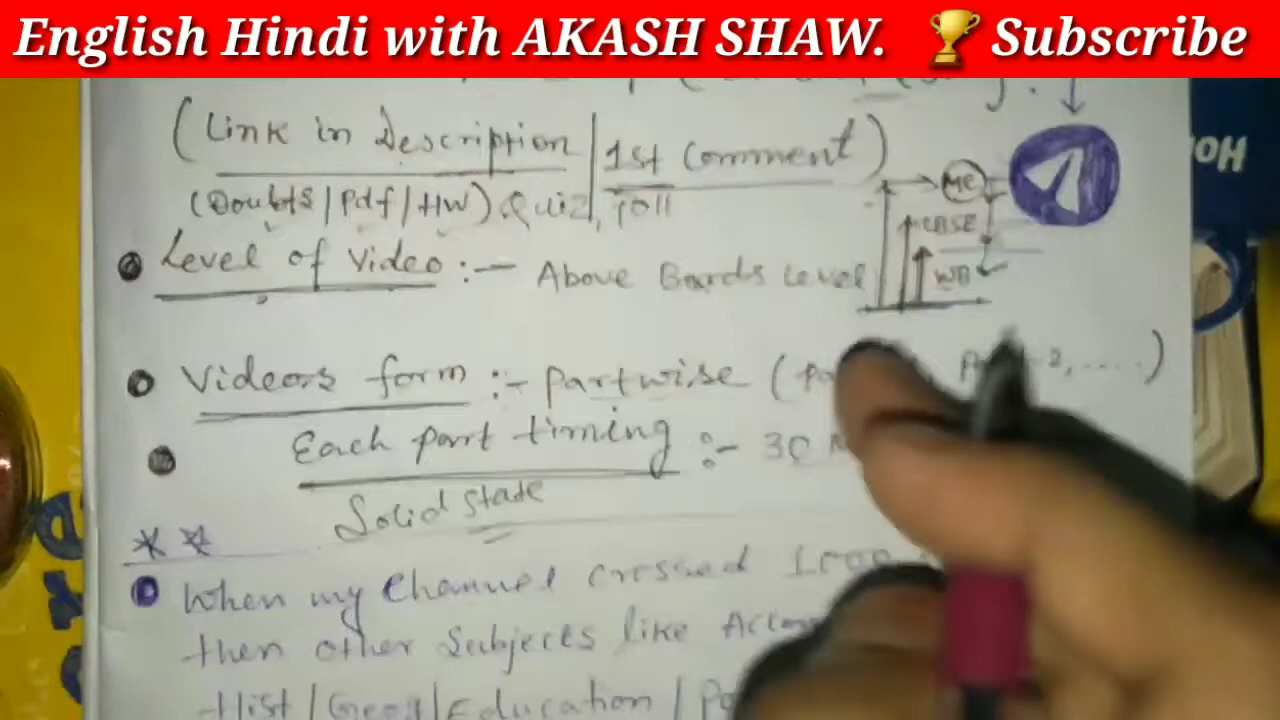 English Hindi with AKASH SHAW. 🏆 Subscribe
(Link in Description | 1st Comment)
(Doubts | Pdf | HW) Quiz, Poll
MC
CBSE
WB
Level of Video :— Above Boards Level
Videos form :- Partwise (
Each part timing :- 30
Solid State
When my Channel crossed
then other Subjects like
Hist | Geog | Education |